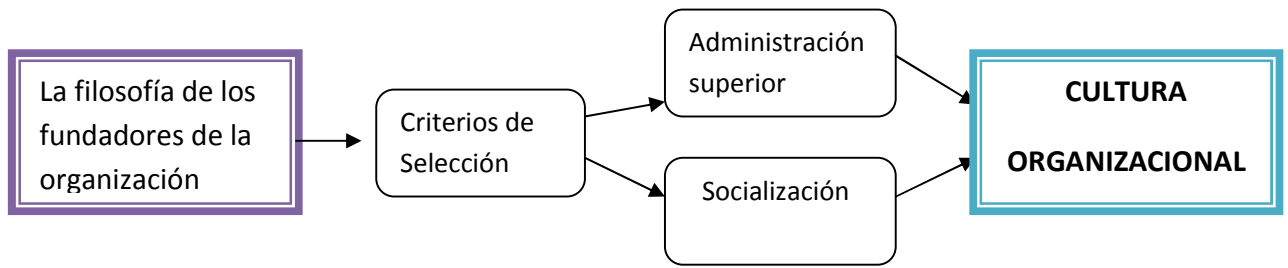 La filosofía de los
fundadores de la
organización
Criterios de
Selección
Administración
superior
Socialización
CULTURA
ORGANIZACIONAL